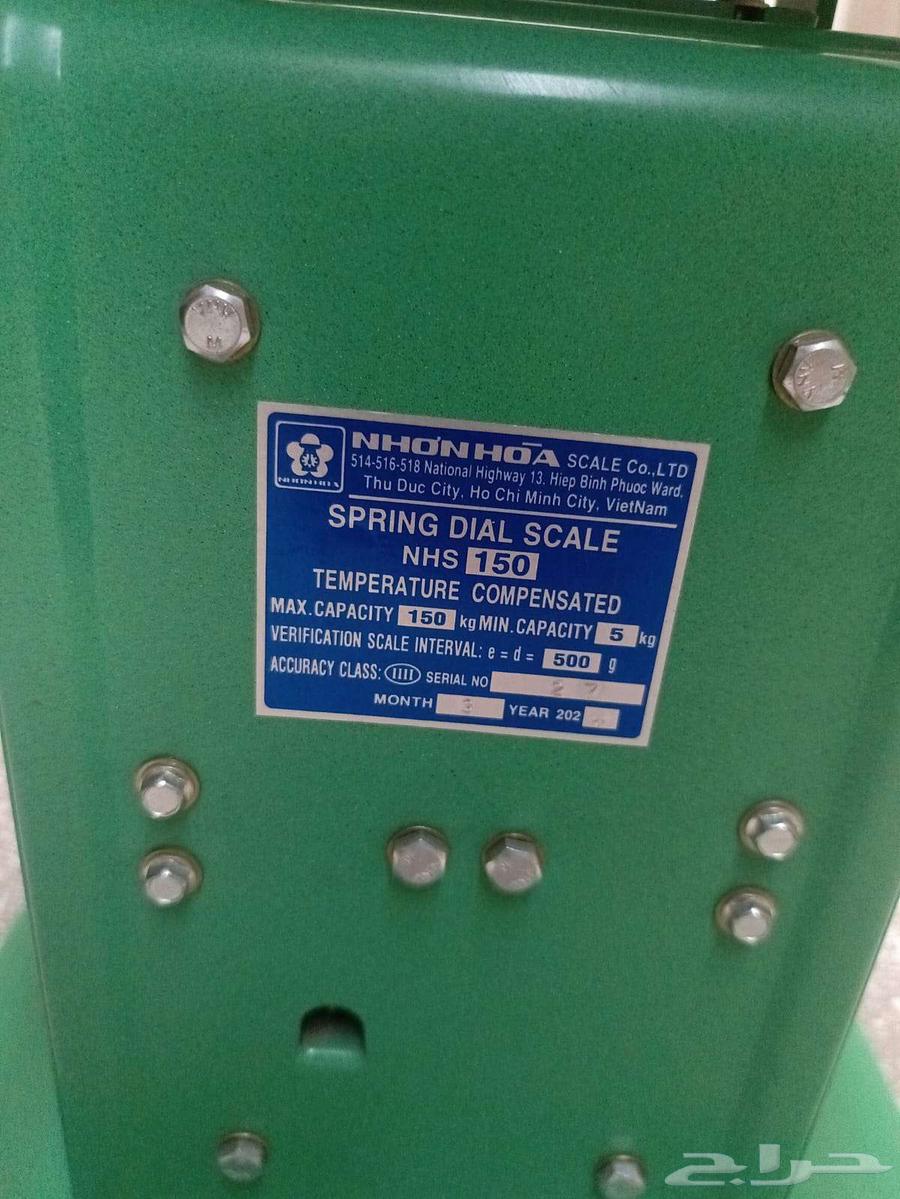 NHƠN HÒA SCALE Co.,LTD
NHƠN HÒA
514-516-518 National Highway 13, Hiep Binh Phuoc Ward,
Thu Duc City, Ho Chi Minh City, VietNam
SPRING DIAL SCALE
NHS 150
TEMPERATURE COMPENSATED
MAX. CAPACITY 150 kg MIN. CAPACITY 5 kg
VERIFICATION SCALE INTERVAL: e = d = 500 g
ACCURACY CLASS: IIII SERIAL NO
MONTH 3 YEAR 202
حراج